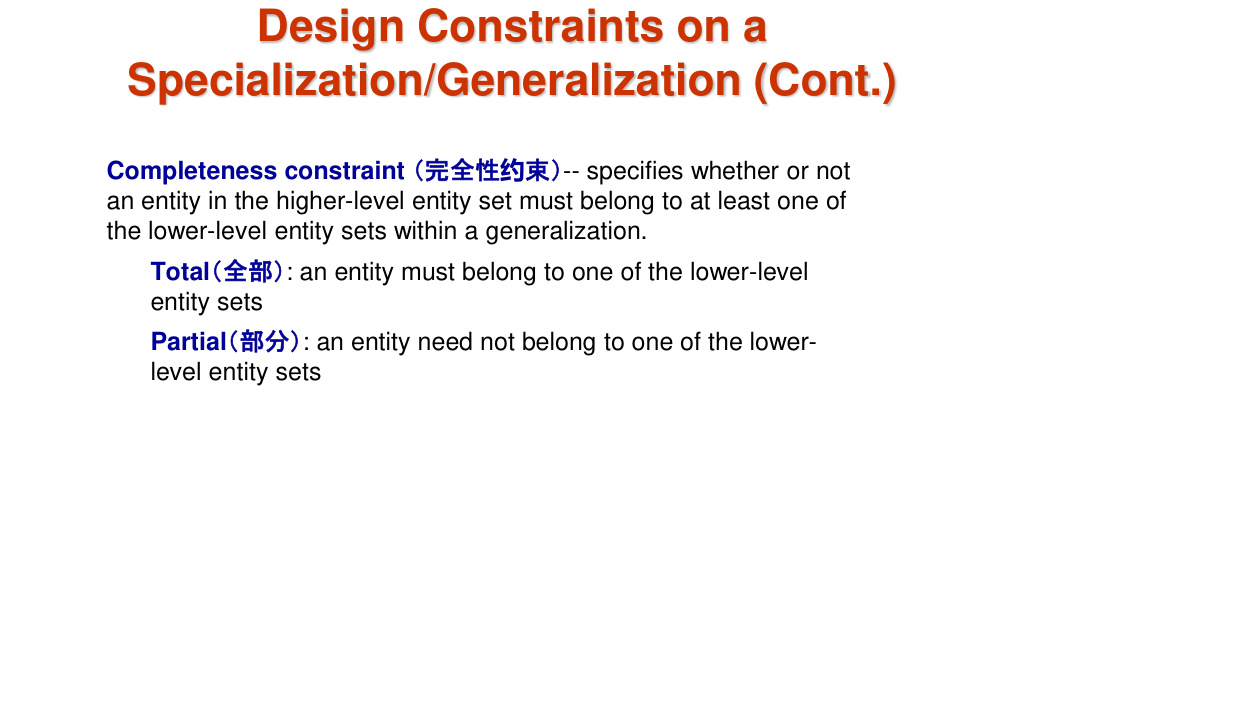 Design Constraints on a
Specialization/Generalization (Cont.)
Completeness constraint（完全性约束）-- specifies whether or not
an entity in the higher-level entity set must belong to at least one of
the lower-level entity sets within a generalization.
Total（全部）: an entity must belong to one of the lower-level
entity sets
Partial（部分）: an entity need not belong to one of the lower-
level entity sets